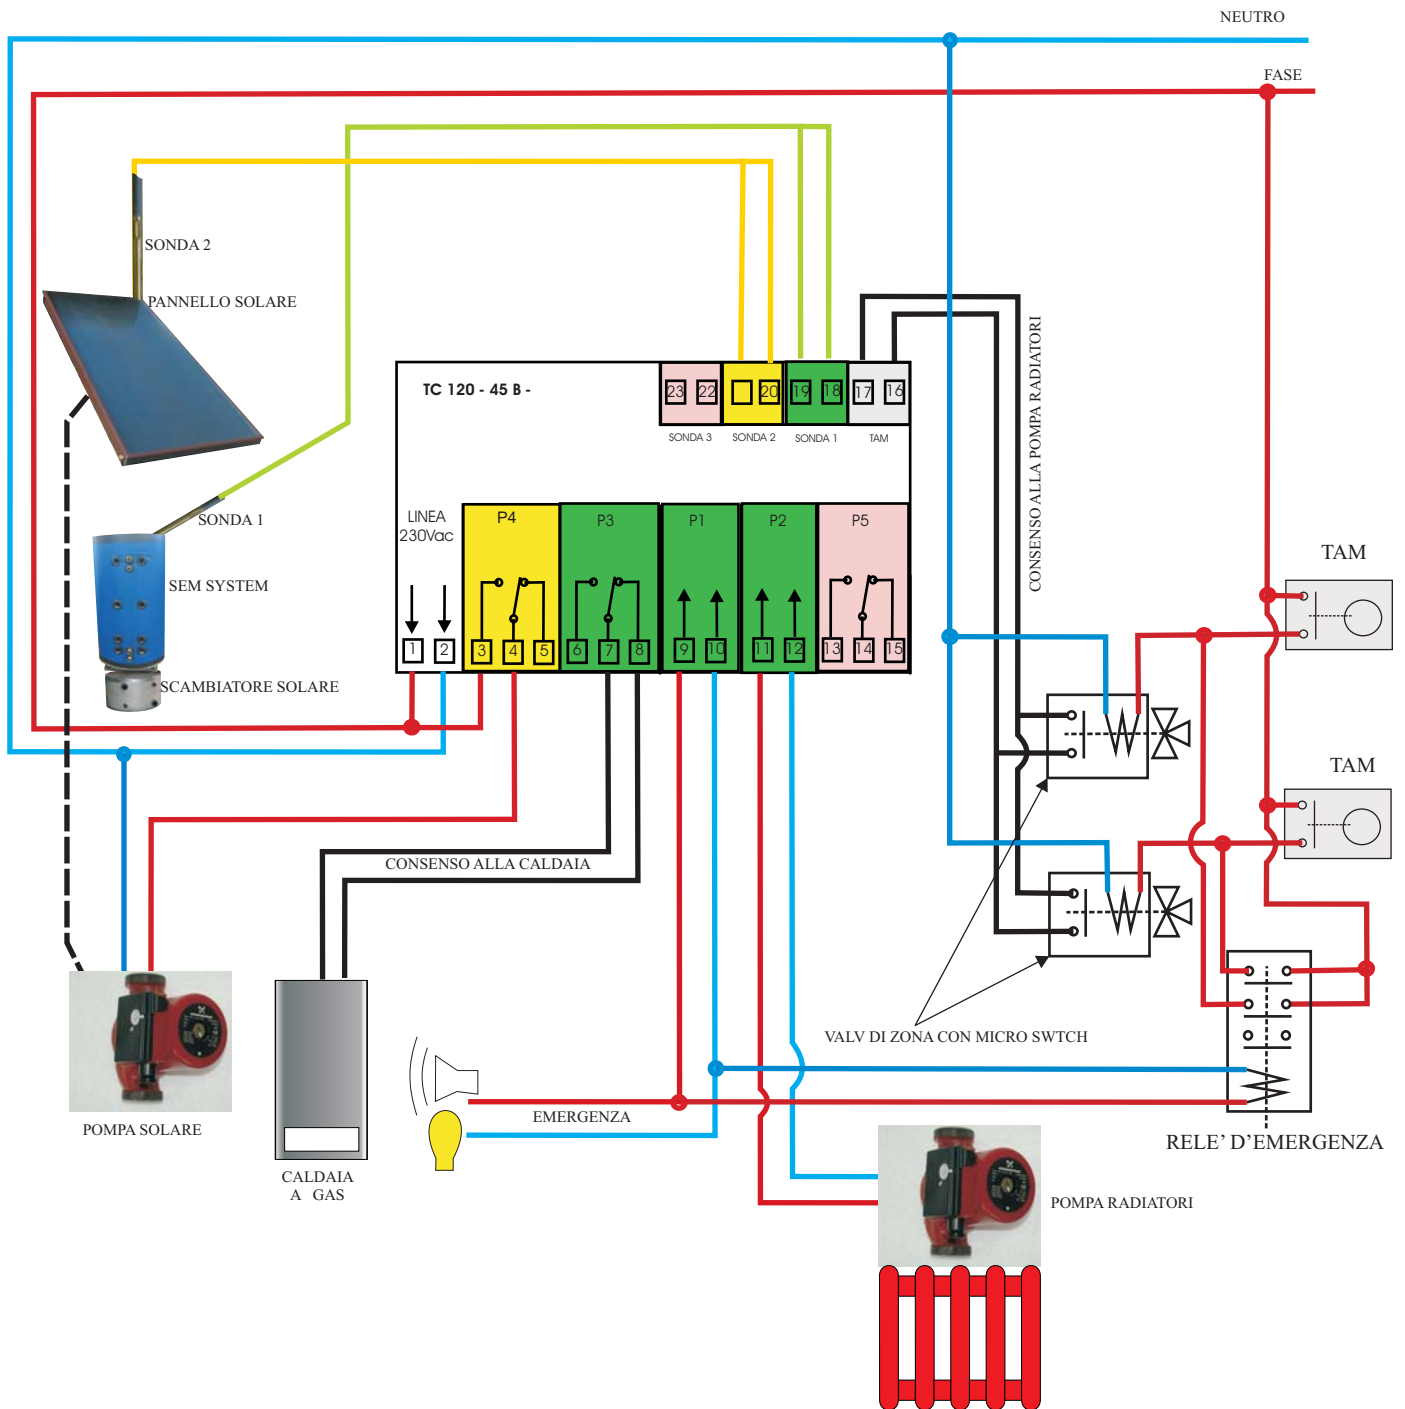 NEUTRO
FASE
SONDA 2
PANNELLO SOLARE
CONSENSO ALLA POMPA RADIATORI
TC 120 - 45 B -
23 22 20 19 18 17 16
SONDA 3 SONDA 2 SONDA 1 TAM
SONDA 1
LINEA
230Vac
P4 P3 P1 P2 P5
TAM
SEM SYSTEM
1 2 3 4 5 6 7 8 9 10 11 12 13 14 15
SCAMBIATORE SOLARE
TAM
CONSENSO ALLA CALDAIA
VALV DI ZONA CON MICRO SWTCH
EMERGENZA
POMPA SOLARE
RELE' D'EMERGENZA
CALDAIA
A GAS
POMPA RADIATORI